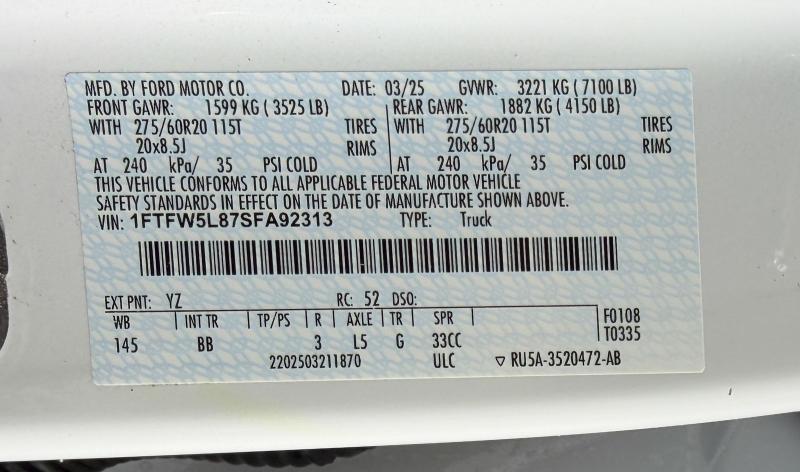 MFD. BY FORD MOTOR CO. DATE: 03/25 GVWR: 3221 KG ( 7100 LB)
FRONT GAWR: 1599 KG ( 3525 LB) REAR GAWR: 1882 KG ( 4150 LB)
WITH 275/60R20 115T TIRES WITH 275/60R20 115T TIRES
20x8.5J RIMS 20x8.5J RIMS
AT 240 kPa/ 35 PSI COLD AT 240 kPa/ 35 PSI COLD
THIS VEHICLE CONFORMS TO ALL APPLICABLE FEDERAL MOTOR VEHICLE
SAFETY STANDARDS IN EFFECT ON THE DATE OF MANUFACTURE SHOWN ABOVE.
VIN: 1FTFW5L87SFA92313 TYPE: Truck
EXT PNT: YZ RC: 52 DSO:
WB INT TR TP/PS R AXLE TR SPR F0108
145 BB 3 L5 G 33CC T0335
2202503211870 ULC ▽ RU5A-3520472-AB